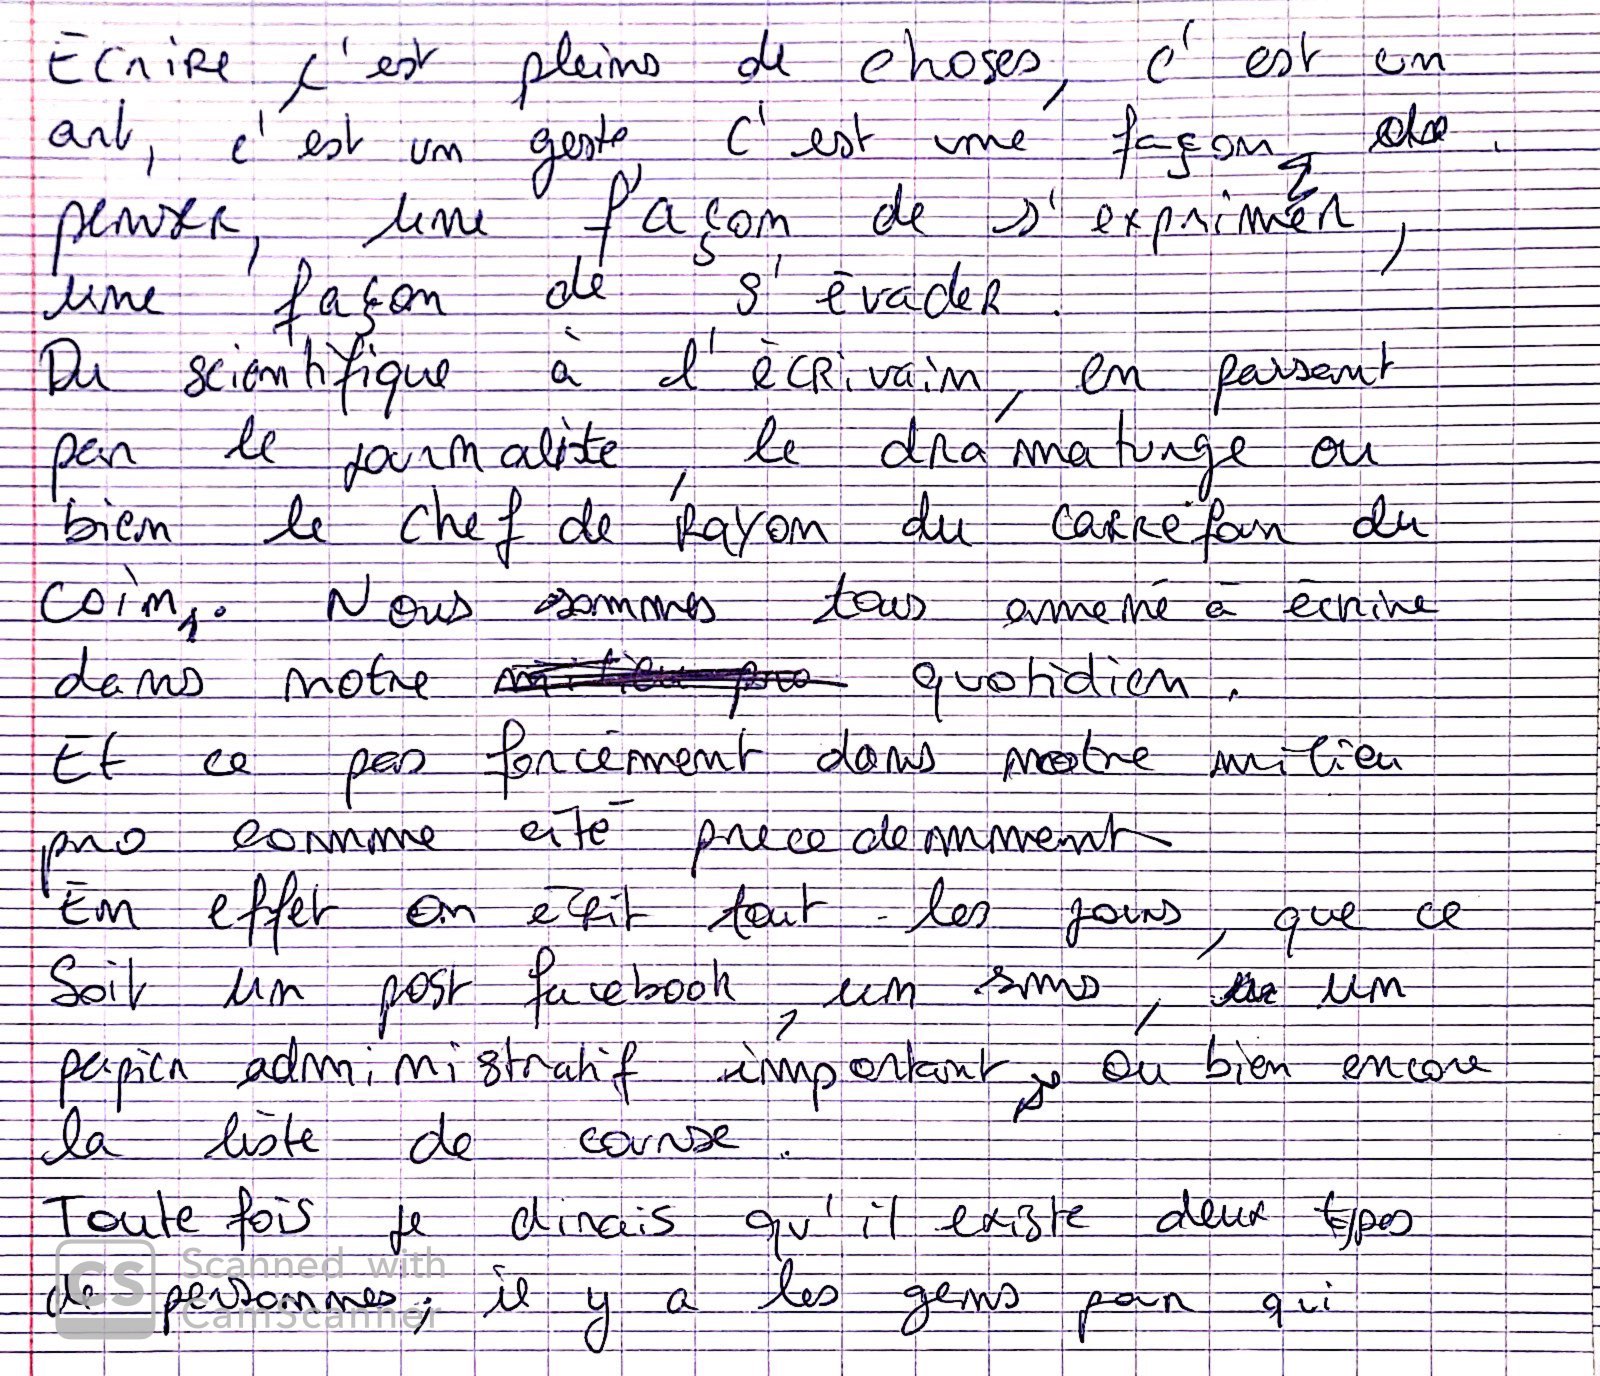 Écrire, c'est pleins de choses, c'est un
art, c'est un geste, c'est une façon de
penser, une façon de s'exprimer,
une façon de s'évader.
Du scientifique à l'écrivain, en passant
par le journaliste, le dramaturge ou
bien le chef de rayon du carrefour du
coin. Nous sommes tous amené à écrire
dans notre milieu pro quotidien.
Et ce pas forcément dans notre milieu
pro comme cité precedemment
En effet on écrit tout les jours, que ce
soit un post facebook, un sms, un
papier administratif important, ou bien encore
la liste de course.
Toute fois je dirais qu'il existe deux types
de personnes; il y a les gens pour qui
CS Scanned with
CamScanner